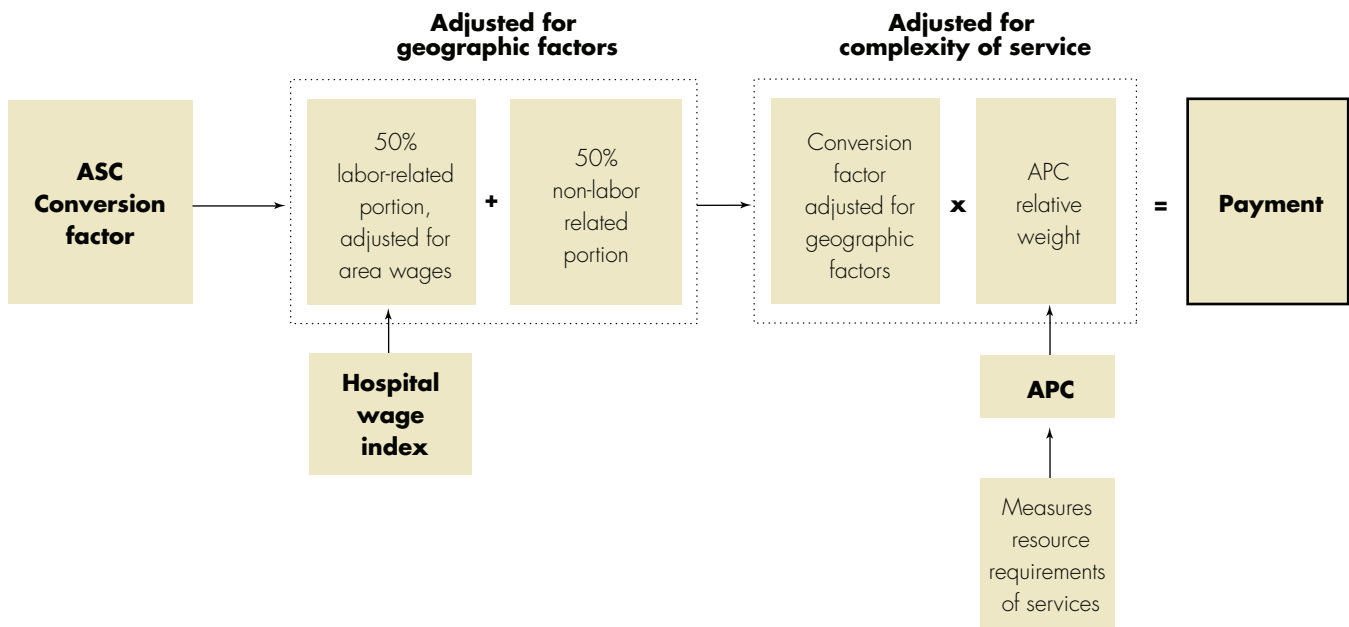 Adjusted for
geographic factors
Adjusted for
complexity of service
ASC
Conversion
factor
50%
labor-related
portion,
adjusted for
area wages
+
50%
non-labor
related
portion
Conversion
factor
adjusted for
geographic
factors
x
APC
relative
weight
=
Payment
Hospital
wage
index
APC
Measures
resource
requirements
of services